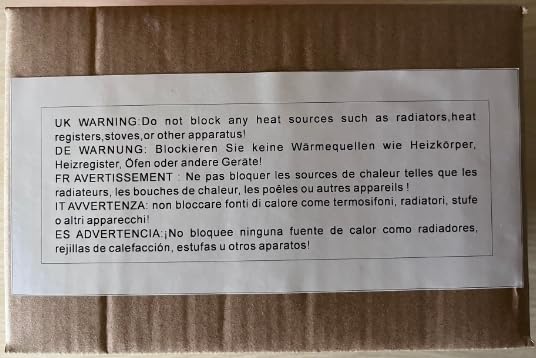 UK WARNING:Do not block any heat sources such as radiators,heat
registers,stoves,or other apparatus!
DE WARNUNG: Blockieren Sie keine Wärmequellen wie Heizkörper,
Heizregister, Öfen oder andere Geräte!
FR AVERTISSEMENT : Ne pas bloquer les sources de chaleur telles que les
radiateurs, les bouches de chaleur, les poêles ou autres appareils !
IT AVVERTENZA: non bloccare fonti di calore come termosifoni, radiatori, stufe
o altri apparecchi!
ES ADVERTENCIA:¡No bloquee ninguna fuente de calor como radiadores,
rejillas de calefacción, estufas u otros aparatos!